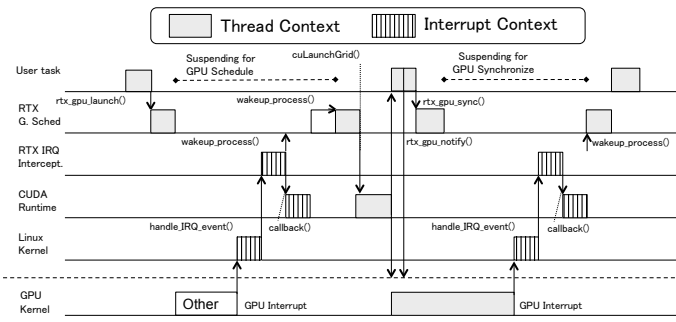 Thread Context
Interrupt Context
cuLaunchGrid()
Suspending for
GPU Schedule
Suspending for
GPU Synchronize
User task
rtx_gpu_launch()
wakeup_process()
rtx_gpu_sync()
RTX
G. Sched
wakeup_process()
rtx_gpu_notify()
wakeup_process()
RTX IRQ
Intercept.
CUDA
Runtime
handle_IRQ_event()
callback()
handle_IRQ_event()
callback()
Linux
Kernel
GPU
Kernel
Other
GPU Interrupt
GPU Interrupt